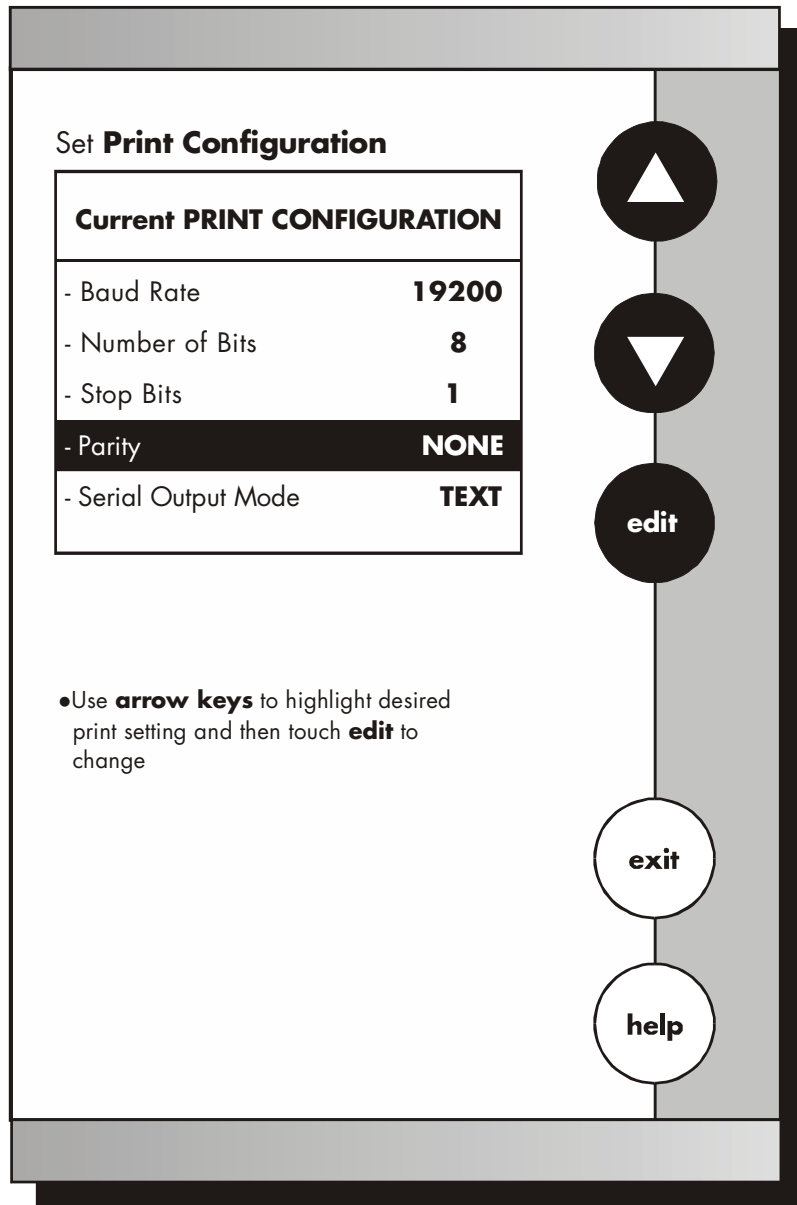 Set Print Configuration
Current PRINT CONFIGURATION
- Baud Rate 19200
- Number of Bits 8
- Stop Bits 1
- Parity NONE
- Serial Output Mode TEXT
edit
•Use arrow keys to highlight desired
print setting and then touch edit to
change
exit
help